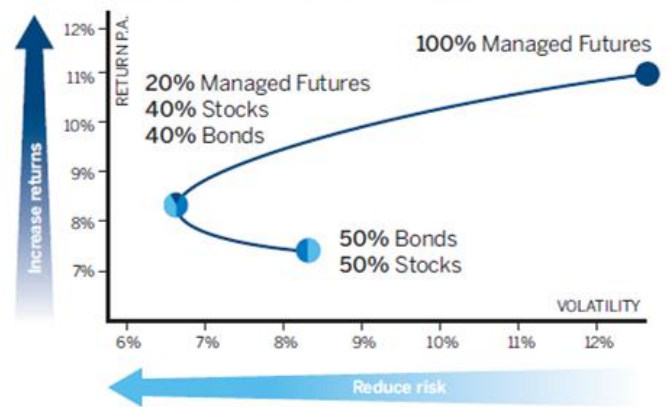 12%
11%
10%
9%
8%
7%
RETURN P.A.
Increase returns
100% Managed Futures
20% Managed Futures
40% Stocks
40% Bonds
50% Bonds
50% Stocks
VOLATILITY
6% 7% 8% 9% 10% 11% 12%
Reduce risk